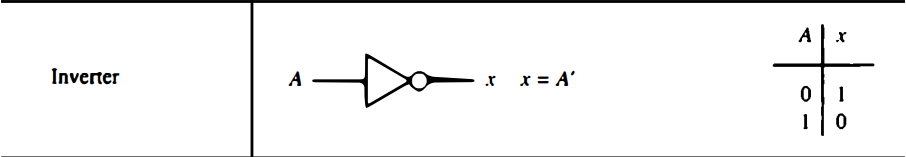 A x
Inverter A x x = A′
0 1
1 0